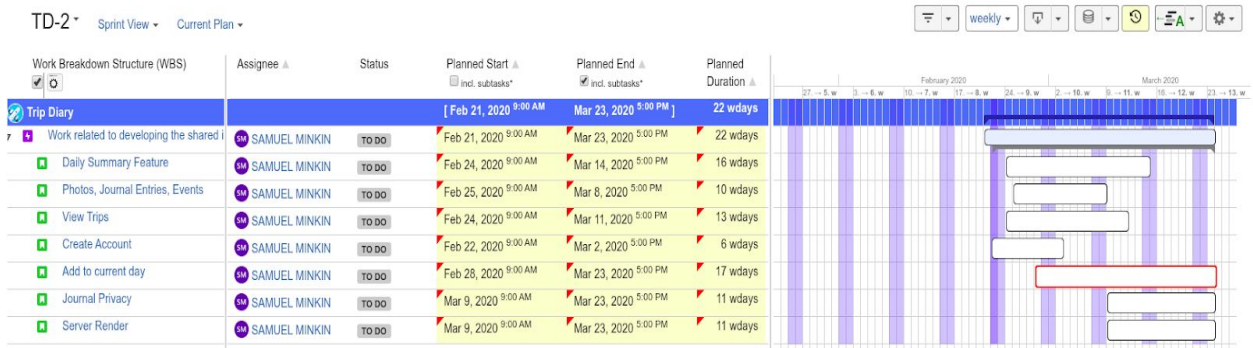 TD-2 Sprint View Current Plan weekly A
Work Breakdown Structure (WBS) Assignee Status Planned Start Planned End Planned
incl. subtasks* incl. subtasks* Duration
February 2020 March 2020
27. → 5. w 3. → 6. w 10. → 7. w 17. → 8. w 24. → 9. w 2. → 10. w 9. → 11. w 16. → 12. w 23. → 13. w
Trip Diary [ Feb 21, 2020 9:00 AM Mar 23, 2020 5:00 PM ] 22 wdays
Work related to developing the shared i SM SAMUEL MINKIN TO DO Feb 21, 2020 9:00 AM Mar 23, 2020 5:00 PM 22 wdays
Daily Summary Feature SM SAMUEL MINKIN TO DO Feb 24, 2020 9:00 AM Mar 14, 2020 5:00 PM 16 wdays
Photos, Journal Entries, Events SM SAMUEL MINKIN TO DO Feb 25, 2020 9:00 AM Mar 8, 2020 5:00 PM 10 wdays
View Trips SM SAMUEL MINKIN TO DO Feb 24, 2020 9:00 AM Mar 11, 2020 5:00 PM 13 wdays
Create Account SM SAMUEL MINKIN TO DO Feb 22, 2020 9:00 AM Mar 2, 2020 5:00 PM 6 wdays
Add to current day SM SAMUEL MINKIN TO DO Feb 28, 2020 9:00 AM Mar 23, 2020 5:00 PM 17 wdays
Journal Privacy SM SAMUEL MINKIN TO DO Mar 9, 2020 9:00 AM Mar 23, 2020 5:00 PM 11 wdays
Server Render SM SAMUEL MINKIN TO DO Mar 9, 2020 9:00 AM Mar 23, 2020 5:00 PM 11 wdays